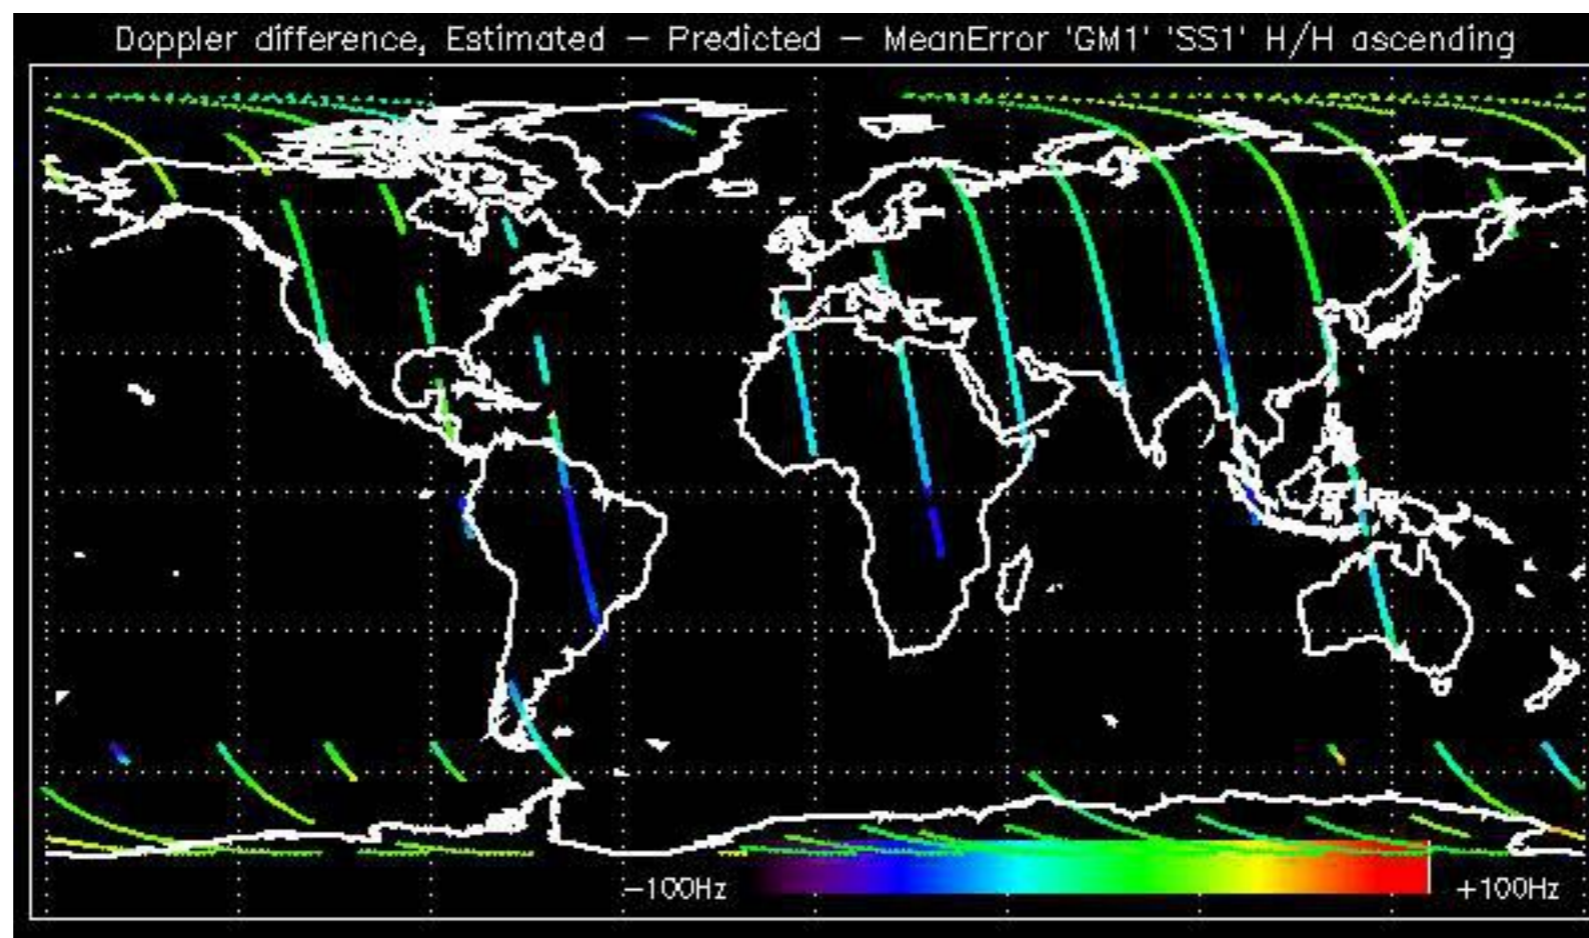 Doppler difference, Estimated – Predicted – MeanError 'GM1' 'SS1' H/H ascending
-100Hz +100Hz